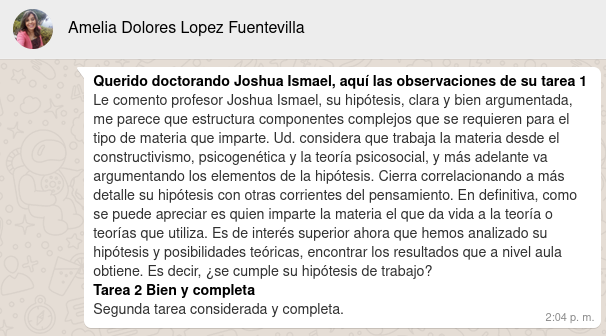 Amelia Dolores Lopez Fuentevilla
Querido doctorando Joshua Ismael, aquí las observaciones de su tarea 1
Le comento profesor Joshua Ismael, su hipótesis, clara y bien argumentada,
me parece que estructura componentes complejos que se requieren para el
tipo de materia que imparte. Ud. considera que trabaja la materia desde el
constructivismo, psicogenética y la teoría psicosocial, y más adelante va
argumentando los elementos de la hipótesis. Cierra correlacionando a más
detalle su hipótesis con otras corrientes del pensamiento. En definitiva, como
se puede apreciar es quien imparte la materia el que da vida a la teoría o
teorías que utiliza. Es de interés superior ahora que hemos analizado su
hipótesis y posibilidades teóricas, encontrar los resultados que a nivel aula
obtiene. Es decir, ¿se cumple su hipótesis de trabajo?
Tarea 2 Bien y completa
Segunda tarea considerada y completa.
2:04 p. m.